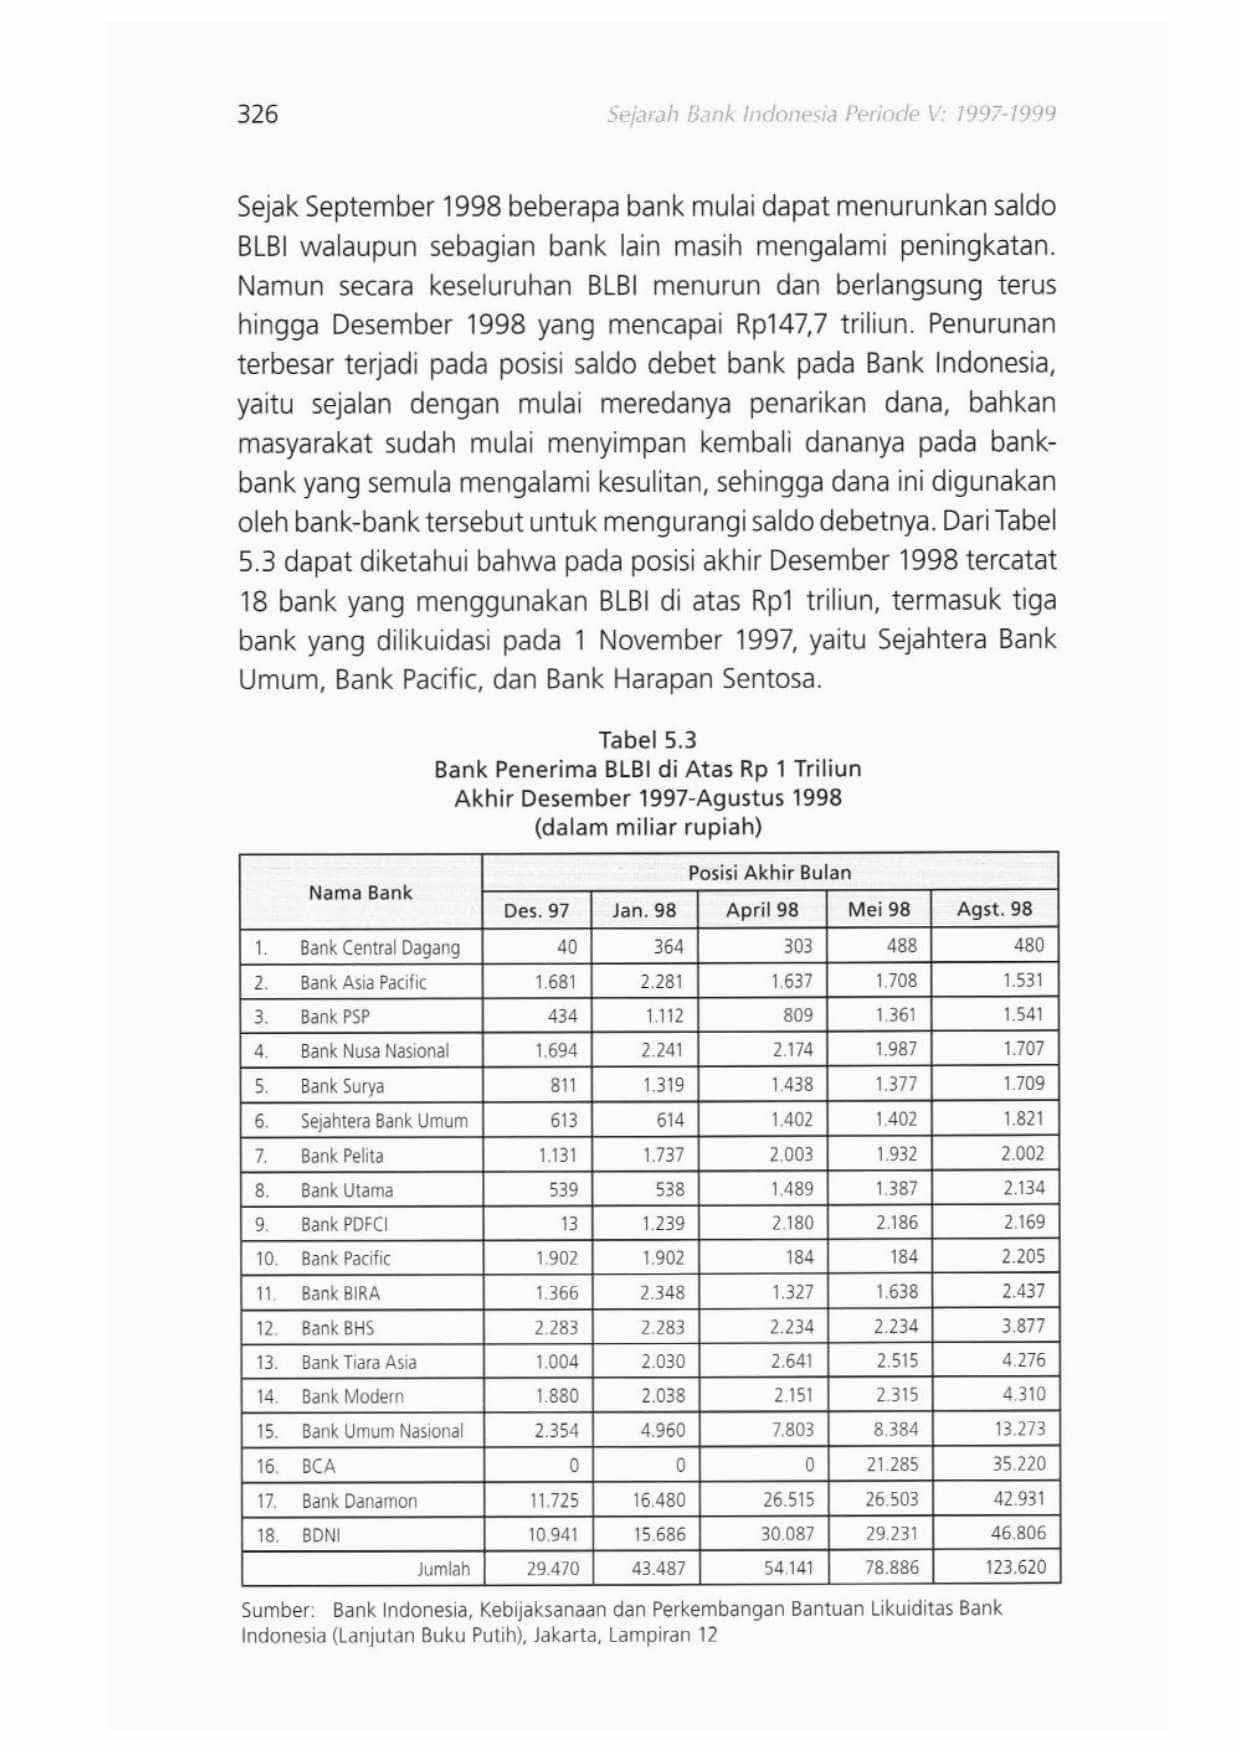 326 Sejarah Bank Indonesia Periode V: 1997-1999
Sejak September 1998 beberapa bank mulai dapat menurunkan saldo
BLBI walaupun sebagian bank lain masih mengalami peningkatan.
Namun secara keseluruhan BLBI menurun dan berlangsung terus
hingga Desember 1998 yang mencapai Rp147,7 triliun. Penurunan
terbesar terjadi pada posisi saldo debet bank pada Bank Indonesia,
yaitu sejalan dengan mulai meredanya penarikan dana, bahkan
masyarakat sudah mulai menyimpan kembali dananya pada bank-
bank yang semula mengalami kesulitan, sehingga dana ini digunakan
oleh bank-bank tersebut untuk mengurangi saldo debetnya. Dari Tabel
5.3 dapat diketahui bahwa pada posisi akhir Desember 1998 tercatat
18 bank yang menggunakan BLBI di atas Rp1 triliun, termasuk tiga
bank yang dilikuidasi pada 1 November 1997, yaitu Sejahtera Bank
Umum, Bank Pacific, dan Bank Harapan Sentosa.
Tabel 5.3
Bank Penerima BLBI di Atas Rp 1 Triliun
Akhir Desember 1997-Agustus 1998
(dalam miliar rupiah)
Nama Bank Posisi Akhir Bulan
Des. 97 Jan. 98 April 98 Mei 98 Agst. 98
1. Bank Central Dagang 40 364 303 488 480
2. Bank Asia Pacific 1.681 2.281 1.637 1.708 1.531
3. Bank PSP 434 1.112 809 1.361 1.541
4. Bank Nusa Nasional 1.694 2.241 2.174 1.987 1.707
5. Bank Surya 811 1.319 1.438 1.377 1.709
6. Sejahtera Bank Umum 613 614 1.402 1.402 1.821
7. Bank Pelita 1.131 1.737 2.003 1.932 2.002
8. Bank Utama 539 538 1.489 1.387 2.134
9. Bank PDFCI 13 1.239 2.180 2.186 2.169
10. Bank Pacific 1.902 1.902 184 184 2.205
11. Bank BIRA 1.366 2.348 1.327 1.638 2.437
12. Bank BHS 2.283 2.283 2.234 2.234 3.877
13. Bank Tiara Asia 1.004 2.030 2.641 2.515 4.276
14. Bank Modern 1.880 2.038 2.151 2.315 4.310
15. Bank Umum Nasional 2.354 4.960 7.803 8.384 13.273
16. BCA 0 0 0 21.285 35.220
17. Bank Danamon 11.725 16.480 26.515 26.503 42.931
18. BDNI 10.941 15.686 30.087 29.231 46.806
Jumlah 29.470 43.487 54.141 78.886 123.620
Sumber: Bank Indonesia, Kebijaksanaan dan Perkembangan Bantuan Likuiditas Bank
Indonesia (Lanjutan Buku Putih), Jakarta, Lampiran 12